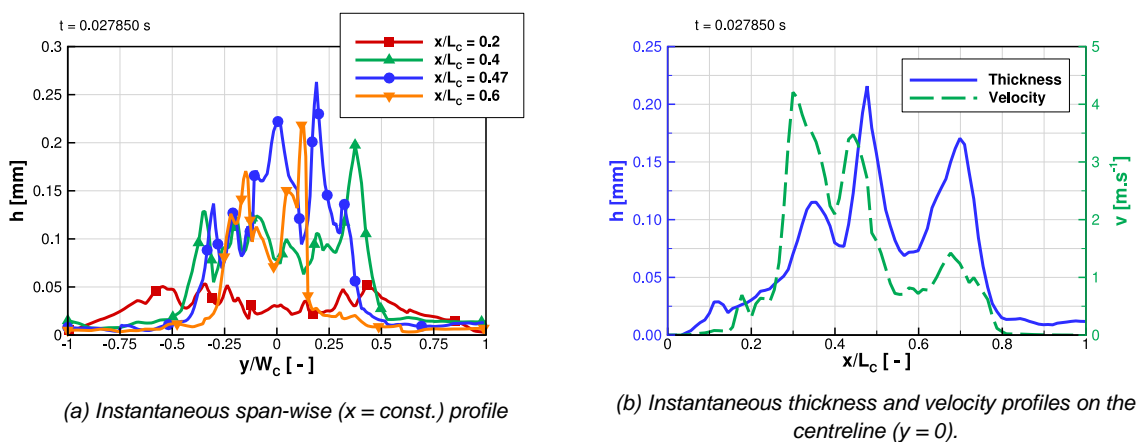 t = 0.027850 s
x/L_C = 0.2
x/L_C = 0.4
x/L_C = 0.47
x/L_C = 0.6
h [mm]
0.3
0.25
0.2
0.15
0.1
0.05
0
-1 -0.75 -0.5 -0.25 0 0.25 0.5 0.75 1
y/W_C [ - ]
(a) Instantaneous span-wise (x = const.) profile
t = 0.027850 s
Thickness
Velocity
h [mm]
0.25
0.20
0.15
0.10
0.05
0.00
0 0.2 0.4 0.6 0.8 1
x/L_C [ - ]
5
4
3
2
1
0
v [m.s⁻¹]
(b) Instantaneous thickness and velocity profiles on the
centreline (y = 0).